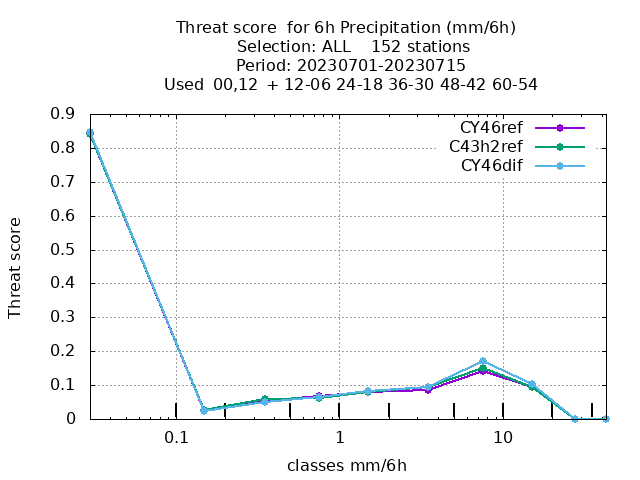 Threat score  for 6h Precipitation (mm/6h)
Selection: ALL    152 stations
Period: 20230701-20230715
Used  00,12  + 12-06 24-18 36-30 48-42 60-54
CY46ref
C43h2ref
CY46dif
0.9
0.8
0.7
0.6
0.5
0.4
0.3
0.2
0.1
0
Threat score
0.1 1 10
classes mm/6h